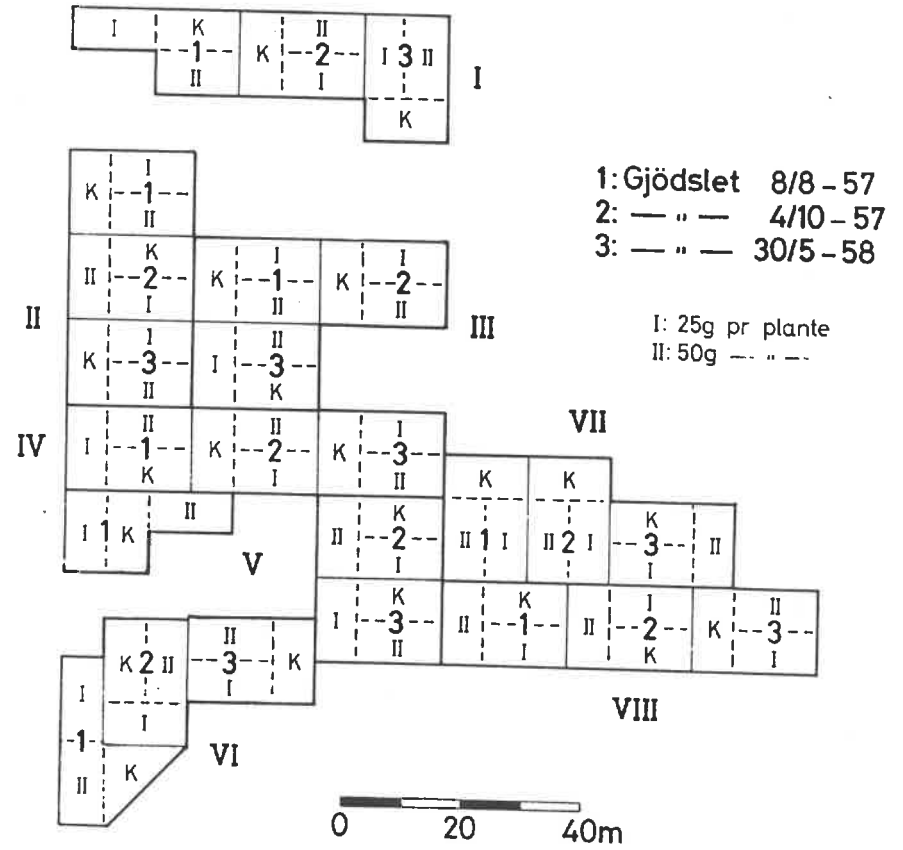 I K K II I II
1 2 3
II I K
I
K I 1 II
II K 2 I K I 1 II K I 2 II
II III
K I 3 II I II 3 K
VII
IV I II 1 K K II 2 I K I 3 II
K K
I 1 K II II K 2 I II 1 I II 2 I K 3 I II
V
I K 3 II II K 1 I II I 2 K K II 3 I
K 2 II I II 3 I K
I 1 II K
VI VIII
1: Gjödslet 8/8 – 57
2: — " — 4/10 – 57
3: — " — 30/5 – 58
I: 25g pr plante
II: 50g — " —
0 20 40m